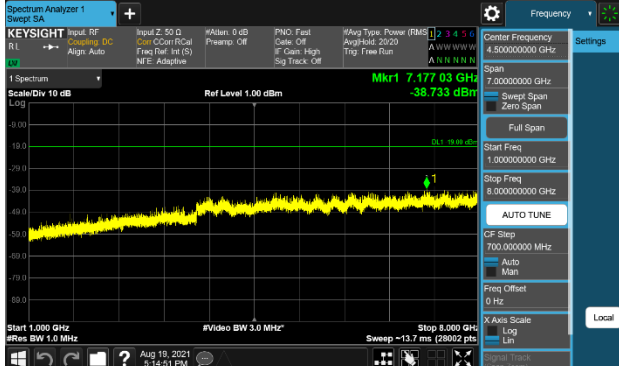 Spectrum Analyzer 1
Swept SA
+
Frequency
KEYSIGHT
RL
Input: RF
Coupling: DC
Align: Auto
Input Z: 50 Ω
Corr CCorr RCal
Freq Ref: Int (S)
NFE: Adaptive
#Atten: 0 dB
Preamp: Off
PNO: Fast
Gate: Off
IF Gain: High
Sig Track: Off
#Avg Type: Power (RMS
Avg|Hold: 20/20
Trig: Free Run
1 2 3 4 5 6
A W W W W W
A N N N N N
LXI
1 Spectrum
Scale/Div 10 dB
Log
Ref Level 1.00 dBm
Mkr1 7.177 03 GHz
-38.733 dBm
-9.00
-19.0
-29.0
-39.0
-49.0
-59.0
-69.0
-79.0
-89.0
DL1 -19.00 dBm
1
Start 1.000 GHz
#Res BW 1.0 MHz
#Video BW 3.0 MHz*
Stop 8.000 GHz
Sweep ~13.7 ms (28002 pts
Aug 19, 2021
5:14:51 PM
Center Frequency
4.500000000 GHz
Span
7.00000000 GHz
Swept Span
Zero Span
Full Span
Start Freq
1.000000000 GHz
Stop Freq
8.000000000 GHz
AUTO TUNE
CF Step
700.000000 MHz
Auto
Man
Freq Offset
0 Hz
X Axis Scale
Log
Lin
Signal Track
Settings
Local